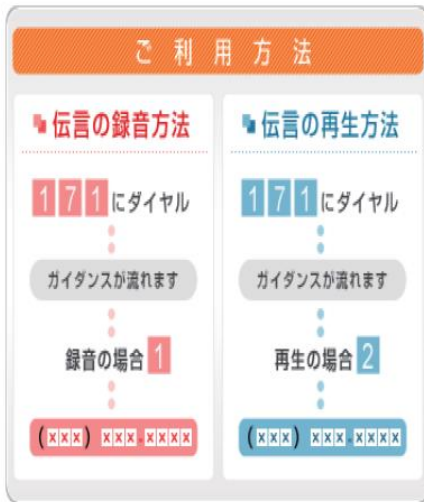 ご利用方法
伝言の録音方法
171にダイヤル
ガイダンスが流れます
録音の場合1
(xxx) xxx-xxxx
伝言の再生方法
171にダイヤル
ガイダンスが流れます
再生の場合2
(xxx) xxx-xxxx